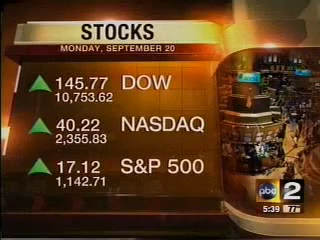 STOCKS
MONDAY, SEPTEMBER 20
145.77 DOW
10,753.62
40.22 NASDAQ
2,355.83
17.12 S&P 500
1,142.71
abc 2
5:39 77